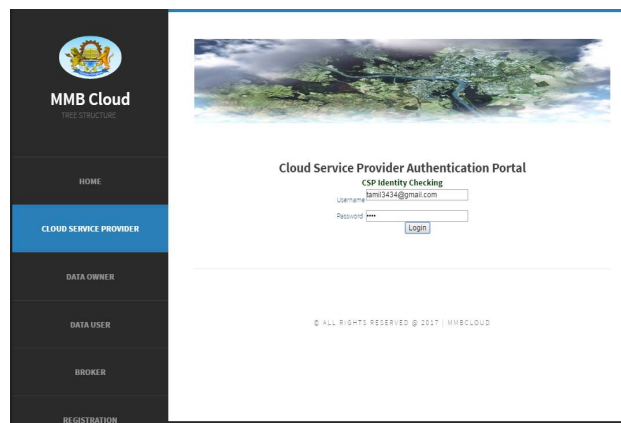 MMB Cloud
TREE STRUCTURE
HOME
CLOUD SERVICE PROVIDER
DATA OWNER
DATA USER
BROKER
REGISTRATION
Cloud Service Provider Authentication Portal
CSP Identity Checking
Username tamil3434@gmail.com
Password ••••
Login
© ALL RIGHTS RESERVED @ 2017 | MMBCLOUD